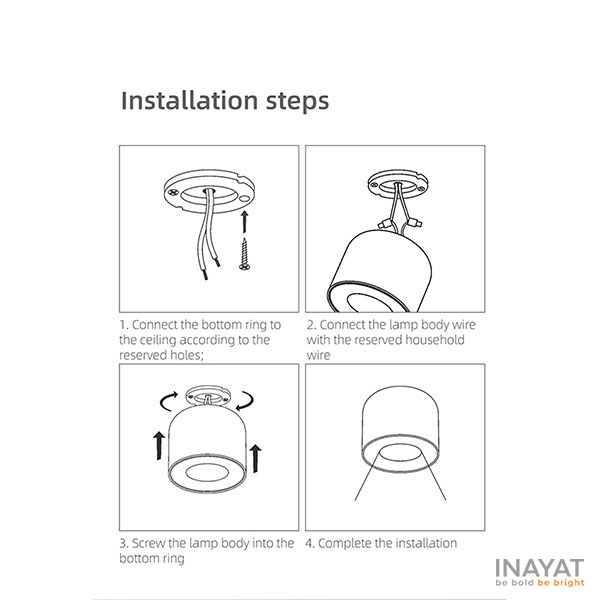 Installation steps
1. Connect the bottom ring to
the ceiling according to the
reserved holes;
2. Connect the lamp body wire
with the reserved household
wire
3. Screw the lamp body into the
bottom ring
4. Complete the installation
INAYAT
be bold be bright